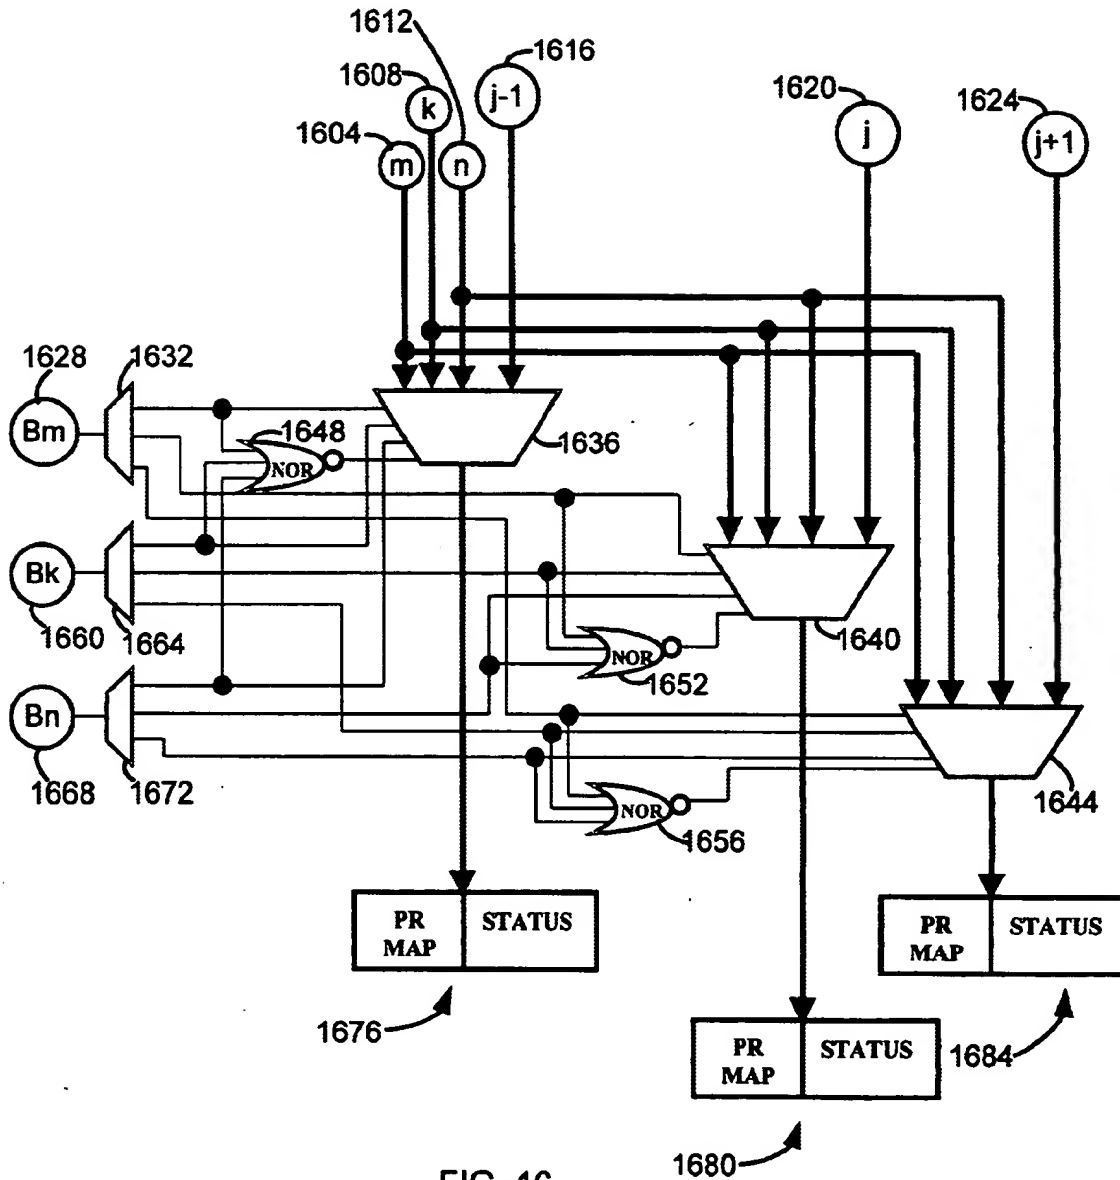 1612
1616
1608
k
j-1
1620
1624
1604
m
n
j
j+1
1628
1632
Bm
1648
NOR
1636
Bk
1660
1664
1640
NOR
1652
Bn
1668
1672
1644
NOR
1656
PR
MAP
STATUS
PR
MAP
STATUS
1676
PR
MAP
STATUS
1684
1680
FIG. 16